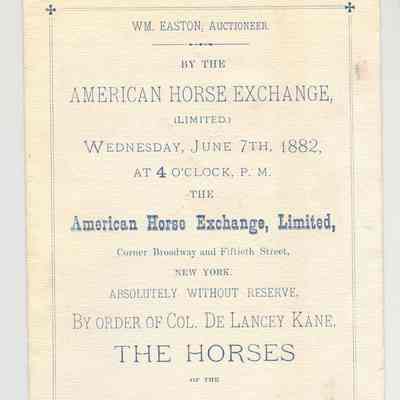 WM. EASTON, AUCTIONEER.
BY THE
AMERICAN HORSE EXCHANGE,
(LIMITED.)
WEDNESDAY, JUNE 7TH, 1882,
AT 4 O'CLOCK, P. M.
THE
American Horse Exchange, Limited,
Corner Broadway and Fiftieth Street,
NEW YORK.
ABSOLUTELY WITHOUT RESERVE,
BY ORDER OF COL. DE LANCEY KANE,
THE HORSES
OF THE